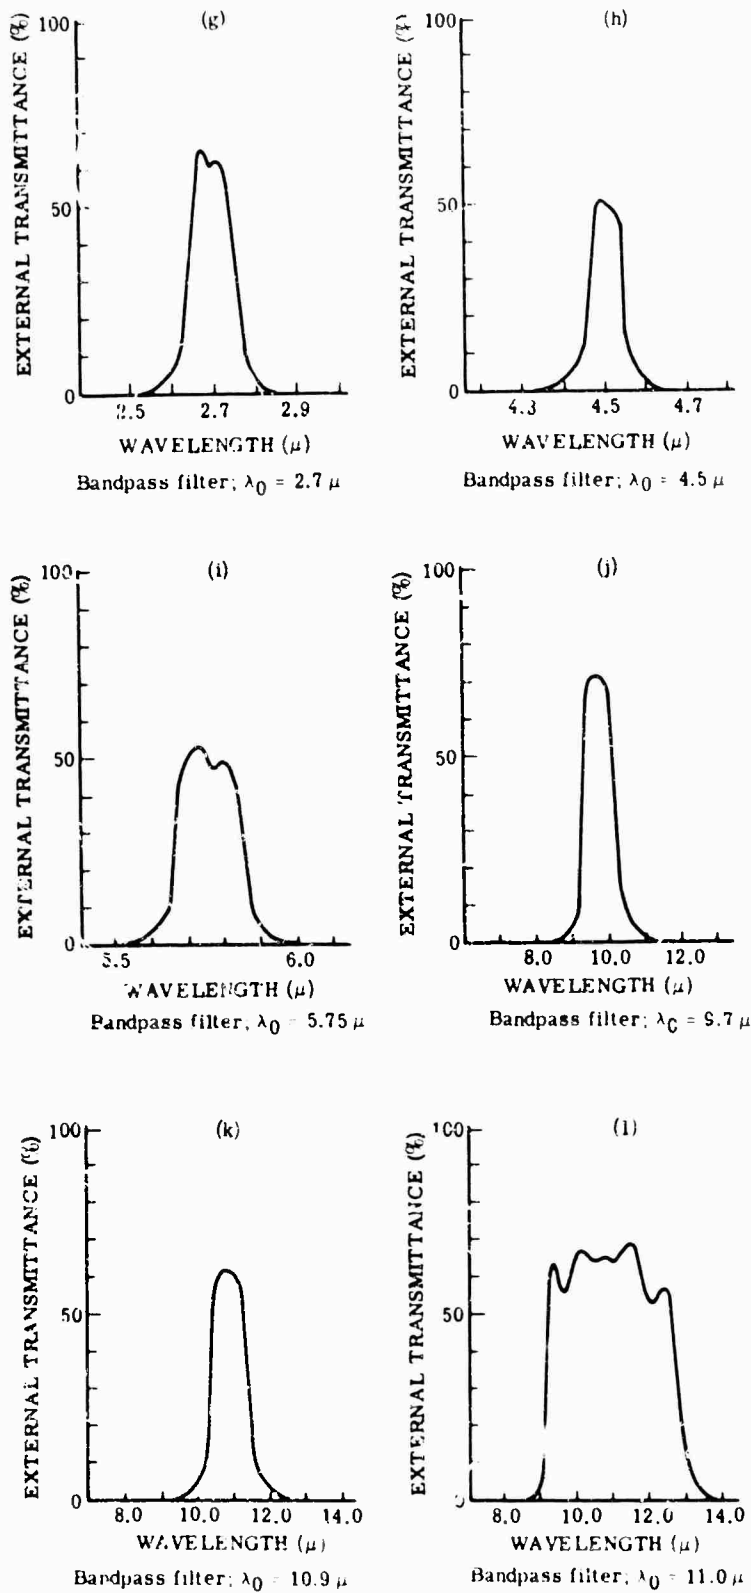 (g)
EXTERNAL TRANSMITTANCE (%)
100
50
0
2.5 2.7 2.9
WAVELENGTH (μ)
Bandpass filter; λ0 = 2.7 μ
(h)
EXTERNAL TRANSMITTANCE (%)
100
50
0
4.3 4.5 4.7
WAVELENGTH (μ)
Bandpass filter; λ0 = 4.5 μ
(i)
EXTERNAL TRANSMITTANCE (%)
100
50
0
5.5 6.0
WAVELENGTH (μ)
Bandpass filter; λ0 = 5.75 μ
(j)
EXTERNAL TRANSMITTANCE (%)
100
50
0
8.0 10.0 12.0
WAVELENGTH (μ)
Bandpass filter; λC = 9.7 μ
(k)
EXTERNAL TRANSMITTANCE (%)
100
50
0
8.0 10.0 12.0 14.0
WAVELENGTH (μ)
Bandpass filter; λ0 = 10.9 μ
(l)
EXTERNAL TRANSMITTANCE (%)
100
50
0
8.0 10.0 12.0 14.0
WAVELENGTH (μ)
Bandpass filter; λ0 = 11.0 μ